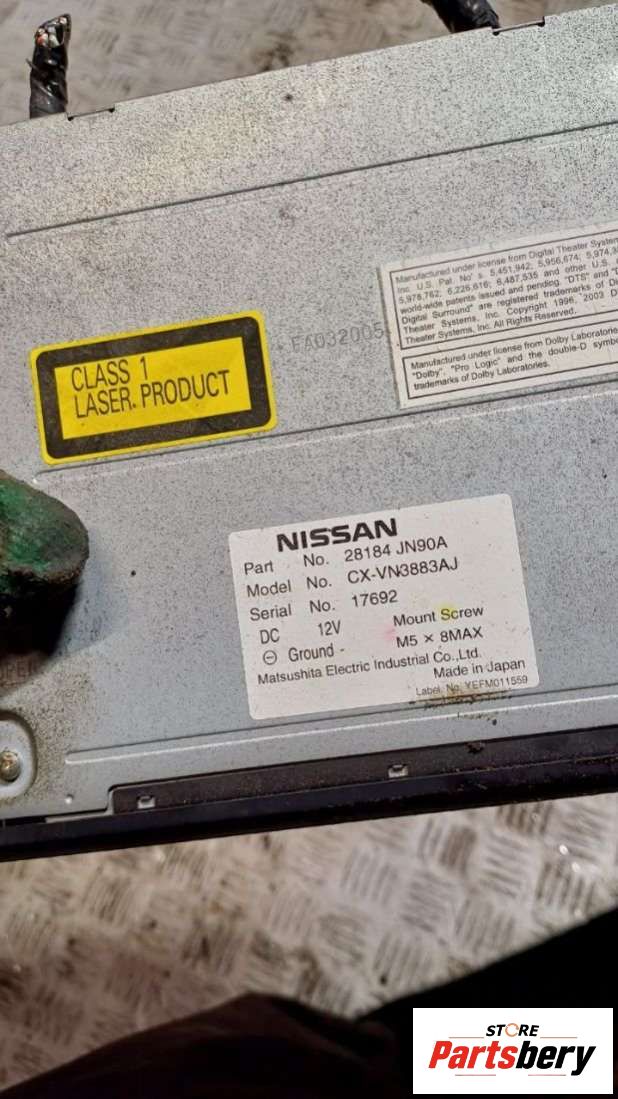 Manufactured under license from Digital Theater System
Inc. U.S. Pat. No' s. 5,451,942; 5,956,674; 5,974,3
5,978,762; 6,226,616; 6,487,535 and other U.S.
world-wide patents issued and pending. "DTS" and "D
Digital Surround" are registered trademarks of Di
Theater Systems, Inc. Copyright 1996, 2003 D
Theater Systems, Inc. All Rights Reserved.
Manufactured under license from Dolby Laboratorie
"Dolby", "Pro Logic" and the double-D symbo
trademarks of Dolby Laboratories.
EA032005
CLASS 1
LASER PRODUCT
NISSAN
Part No. 28184 JN90A
Model No. CX-VN3883AJ
Serial No. 17692
DC 12V Mount Screw
⊖ Ground - M5 × 8MAX
Matsushita Electric Industrial Co.,Ltd.
Made in Japan
Label. No. YEFM011559
STORE
Partsbery